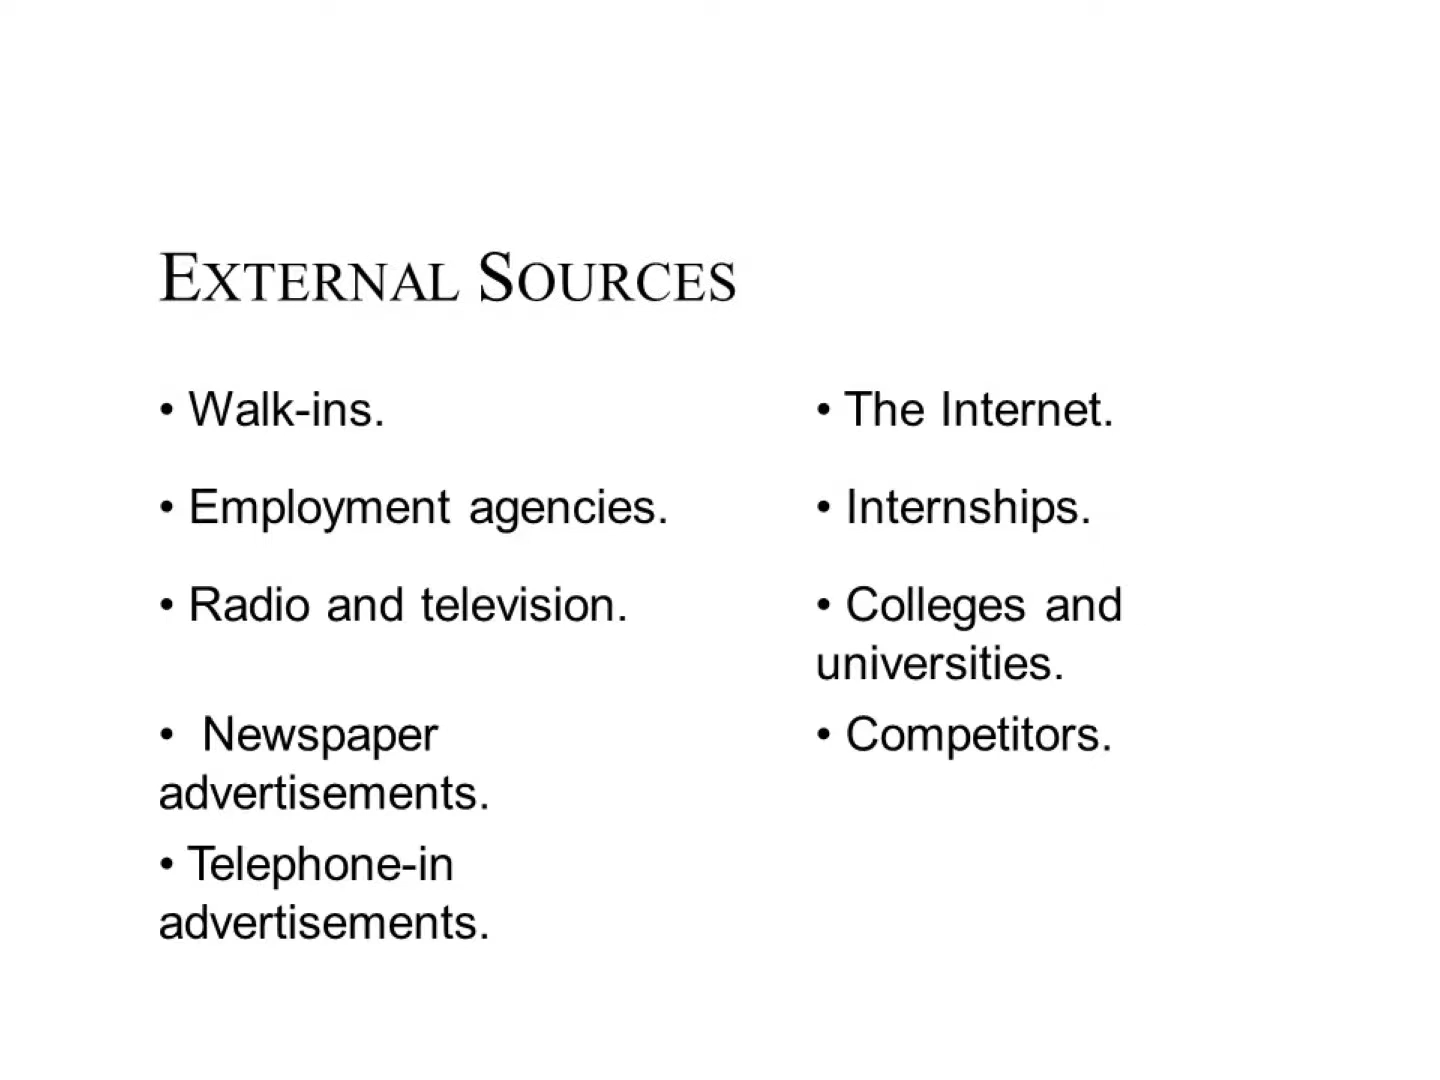 EXTERNAL SOURCES
• Walk-ins.
• Employment agencies.
• Radio and television.
• Newspaper
advertisements.
• Telephone-in
advertisements.
• The Internet.
• Internships.
• Colleges and
universities.
• Competitors.